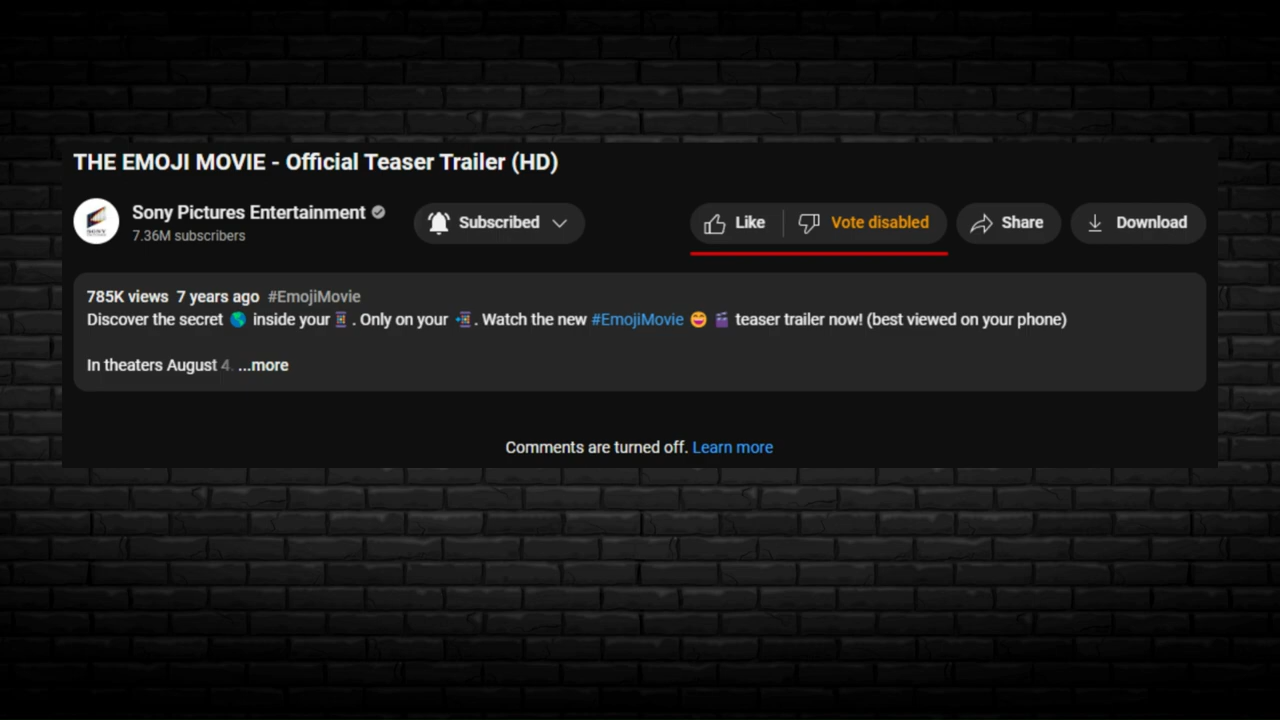 THE EMOJI MOVIE - Official Teaser Trailer (HD)
Sony Pictures Entertainment
7.36M subscribers
Subscribed
Like
Vote disabled
Share
Download
785K views 7 years ago #EmojiMovie
Discover the secret 🌎 inside your 📱. Only on your 📲. Watch the new #EmojiMovie 😄 🎬 teaser trailer now! (best viewed on your phone)
In theaters August 4. ...more
Comments are turned off. Learn more